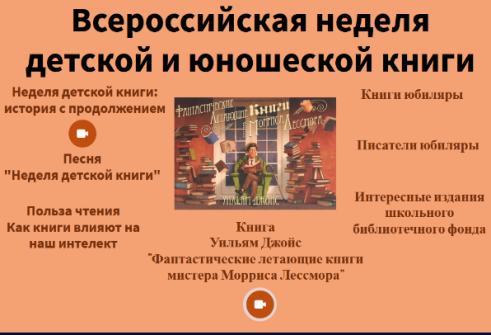 Всероссийская неделя
детской и юношеской книги
Неделя детской книги:
история с продолжением
Песня
"Неделя детской книги"
Польза чтения
Как книги влияют на
наш интелект
Фантастические
Летающие Книги
Морриса Лессмора
Уильям Джойс
Книга
Уильям Джойс
"Фантастические летающие книги
мистера Морриса Лессмора"
Книги юбиляры
Писатели юбиляры
Интересные издания
школьного
библиотечного фонда